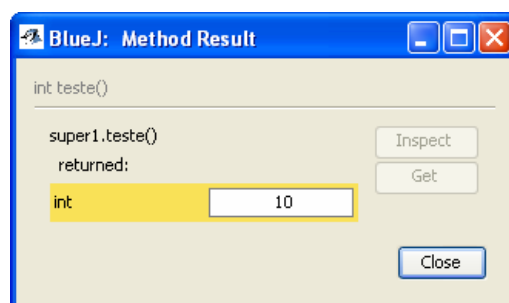 BlueJ: Method Result
int teste()
super1.teste()
returned:
Inspect
Get
int 10
Close